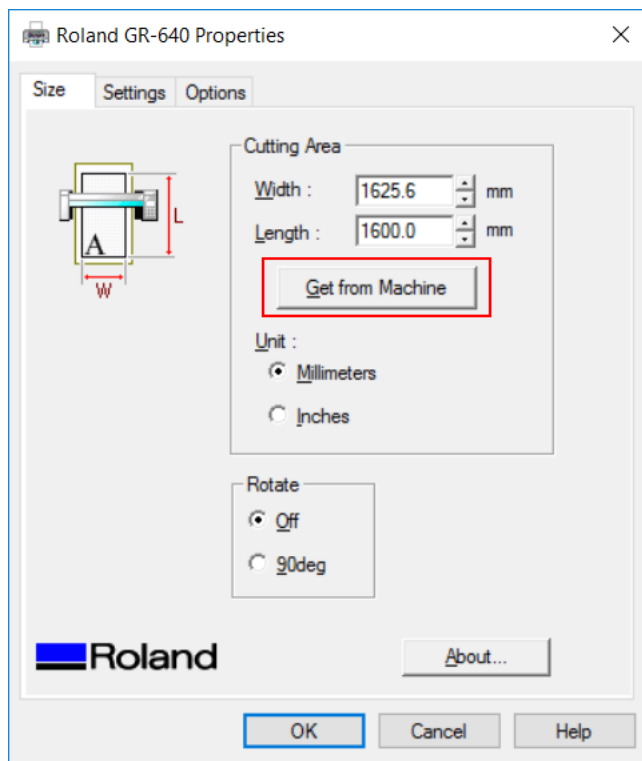 Roland GR-640 Properties
Size Settings Options
Cutting Area
Width : 1625.6 mm
Length : 1600.0 mm
L
A
W
Get from Machine
Unit :
Millimeters
Inches
Rotate
Off
90deg
Roland
About...
OK Cancel Help